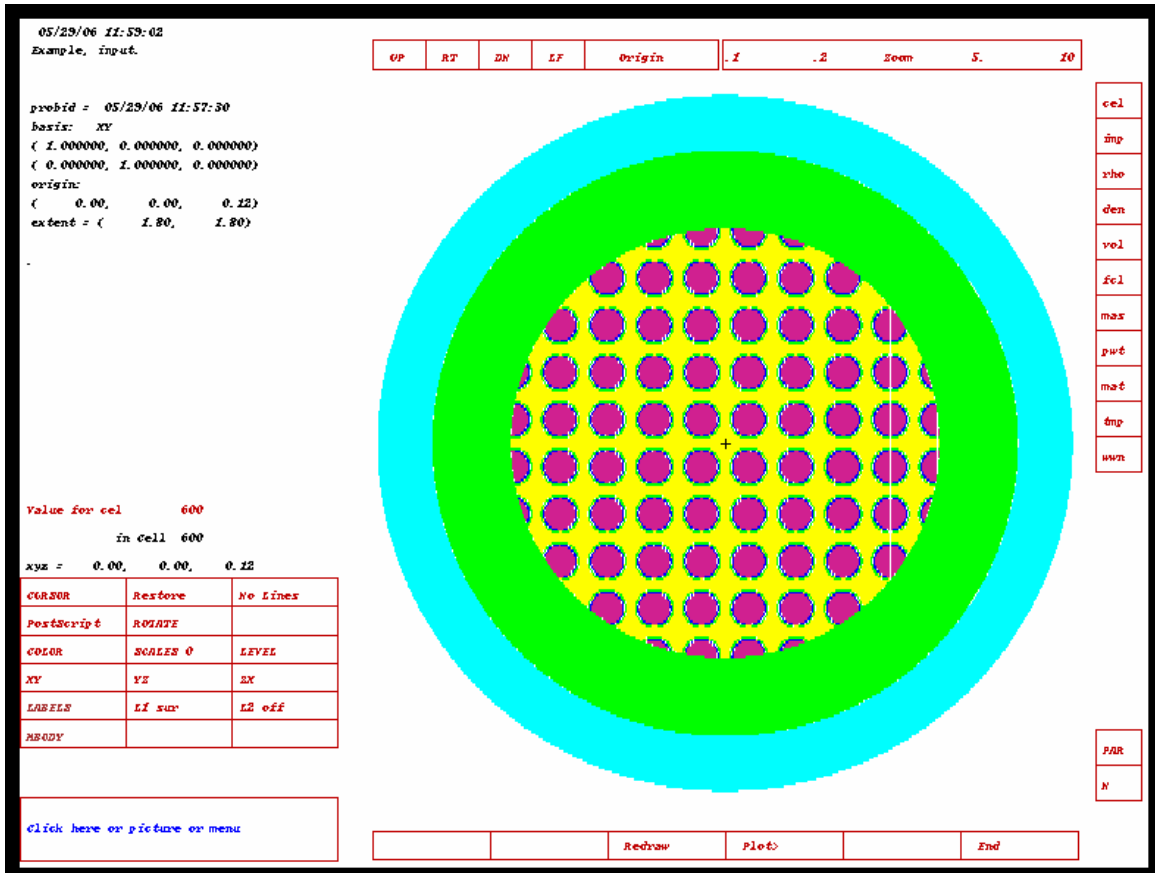 05/29/06 11:59:02
Example, input.
UP RT DN LF Origin .1 .2 Zoom 5. 10
probid = 05/29/06 11:57:30
basis: XY
( 1.000000, 0.000000, 0.000000)
( 0.000000, 1.000000, 0.000000)
origin:
( 0.00, 0.00, 0.12)
extent = ( 1.80, 1.80)
cel
imp
rho
den
vol
fcl
mas
pwt
mat
tmp
wwn
Value for cel 600
in cell 600
xyz = 0.00, 0.00, 0.12
CURSOR Restore No Lines
PostScript ROTATE
COLOR SCALES 0 LEVEL
XY YZ ZX
LABELS L1 sur L2 off
MBODY
PAR
N
Click here or picture or menu
Redraw Plot> End